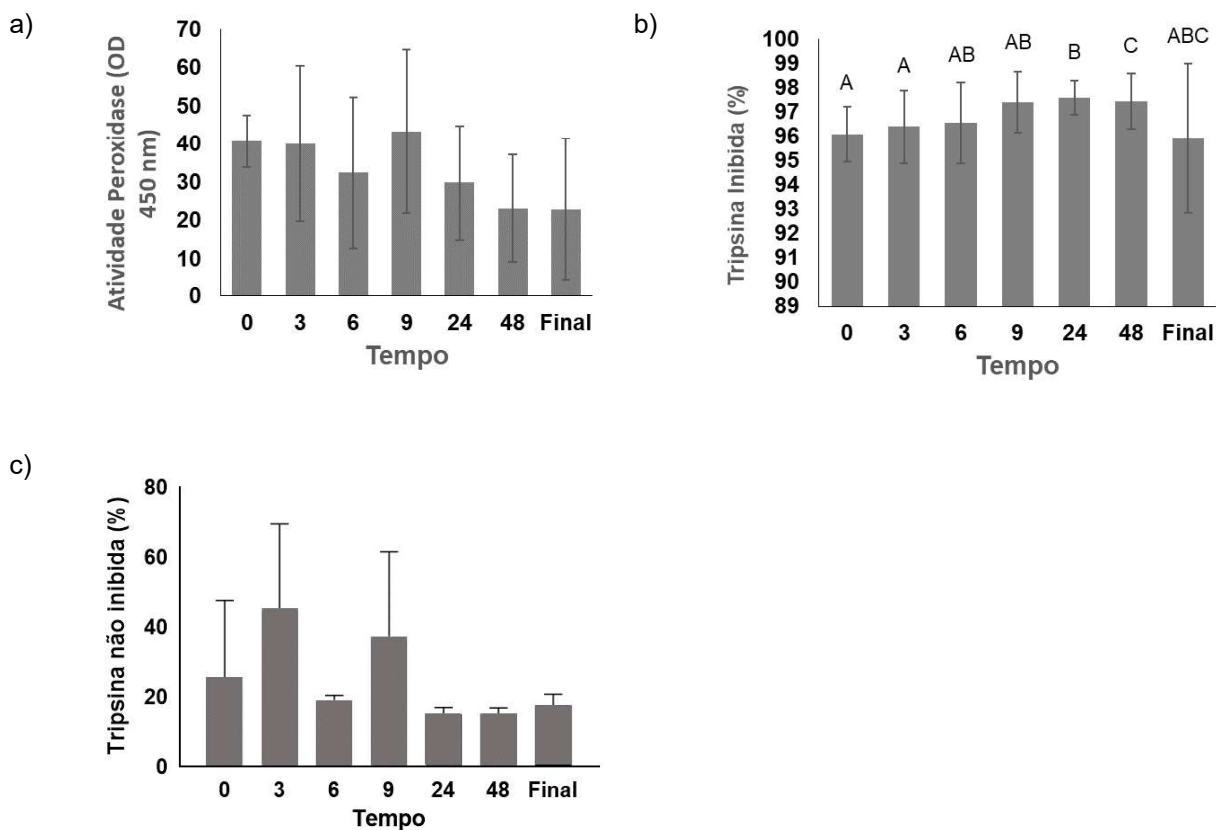 a)
Atividade Peroxidase (OD
450 nm)
70
60
50
40
30
20
10
0
0 3 6 9 24 48 Final
Tempo
b)
Tripsina Inibida (%)
100
99
98
97
96
95
94
93
92
91
90
89
A A AB AB B C ABC
0 3 6 9 24 48 Final
Tempo
c)
Tripsina não inibida (%)
80
60
40
20
0
0 3 6 9 24 48 Final
Tempo